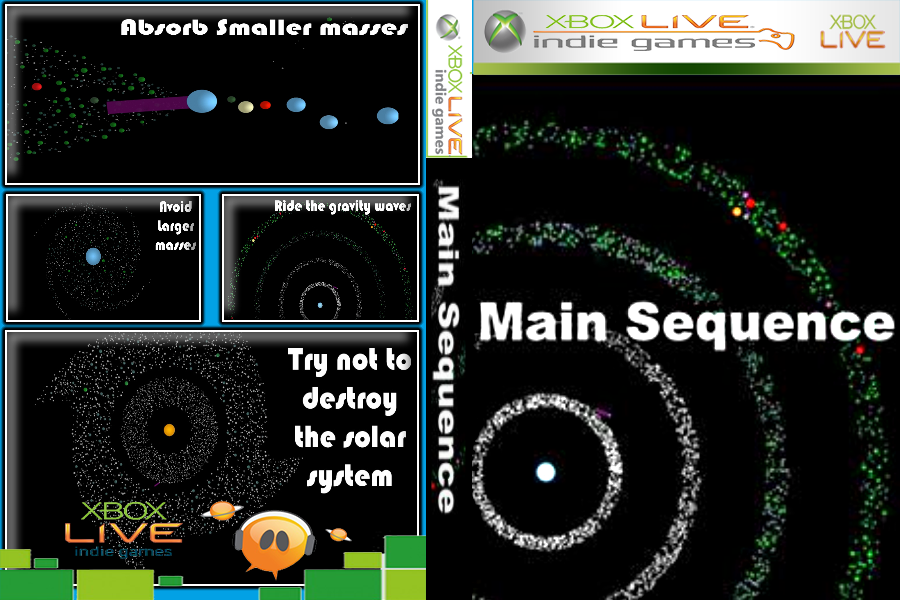 Absorb Smaller masses
Avoid
Larger
masses
Ride the gravity waves
Try not to
destroy
the solar
system
XBOX
LIVE
indie games
XBOX LIVE
indie games
Main Sequence
XBOX LIVE
indie games
XBOX
LIVE
Main Sequence